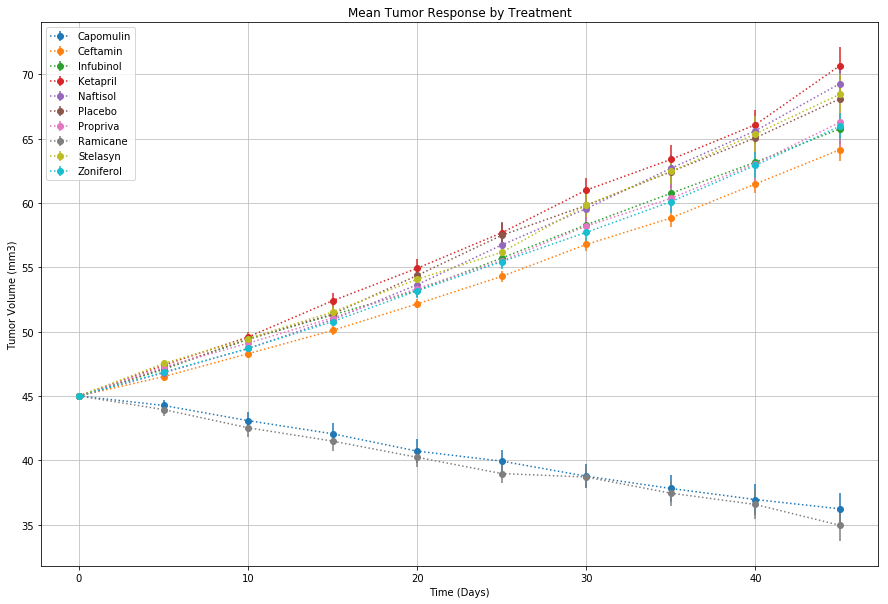 Mean Tumor Response by Treatment
Capomulin
Ceftamin
Infubinol
Ketapril
Naftisol
Placebo
Propriva
Ramicane
Stelasyn
Zoniferol
Tumor Volume (mm3)
70
65
60
55
50
45
40
35
0 10 20 30 40
Time (Days)